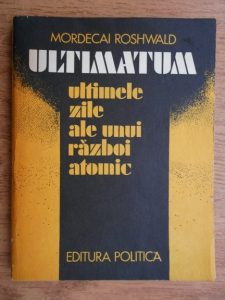 MORDECAI ROSHWALD
ULTIMATUM
ultimele
zile
ale unui
război
atomic
EDITURA POLITICA